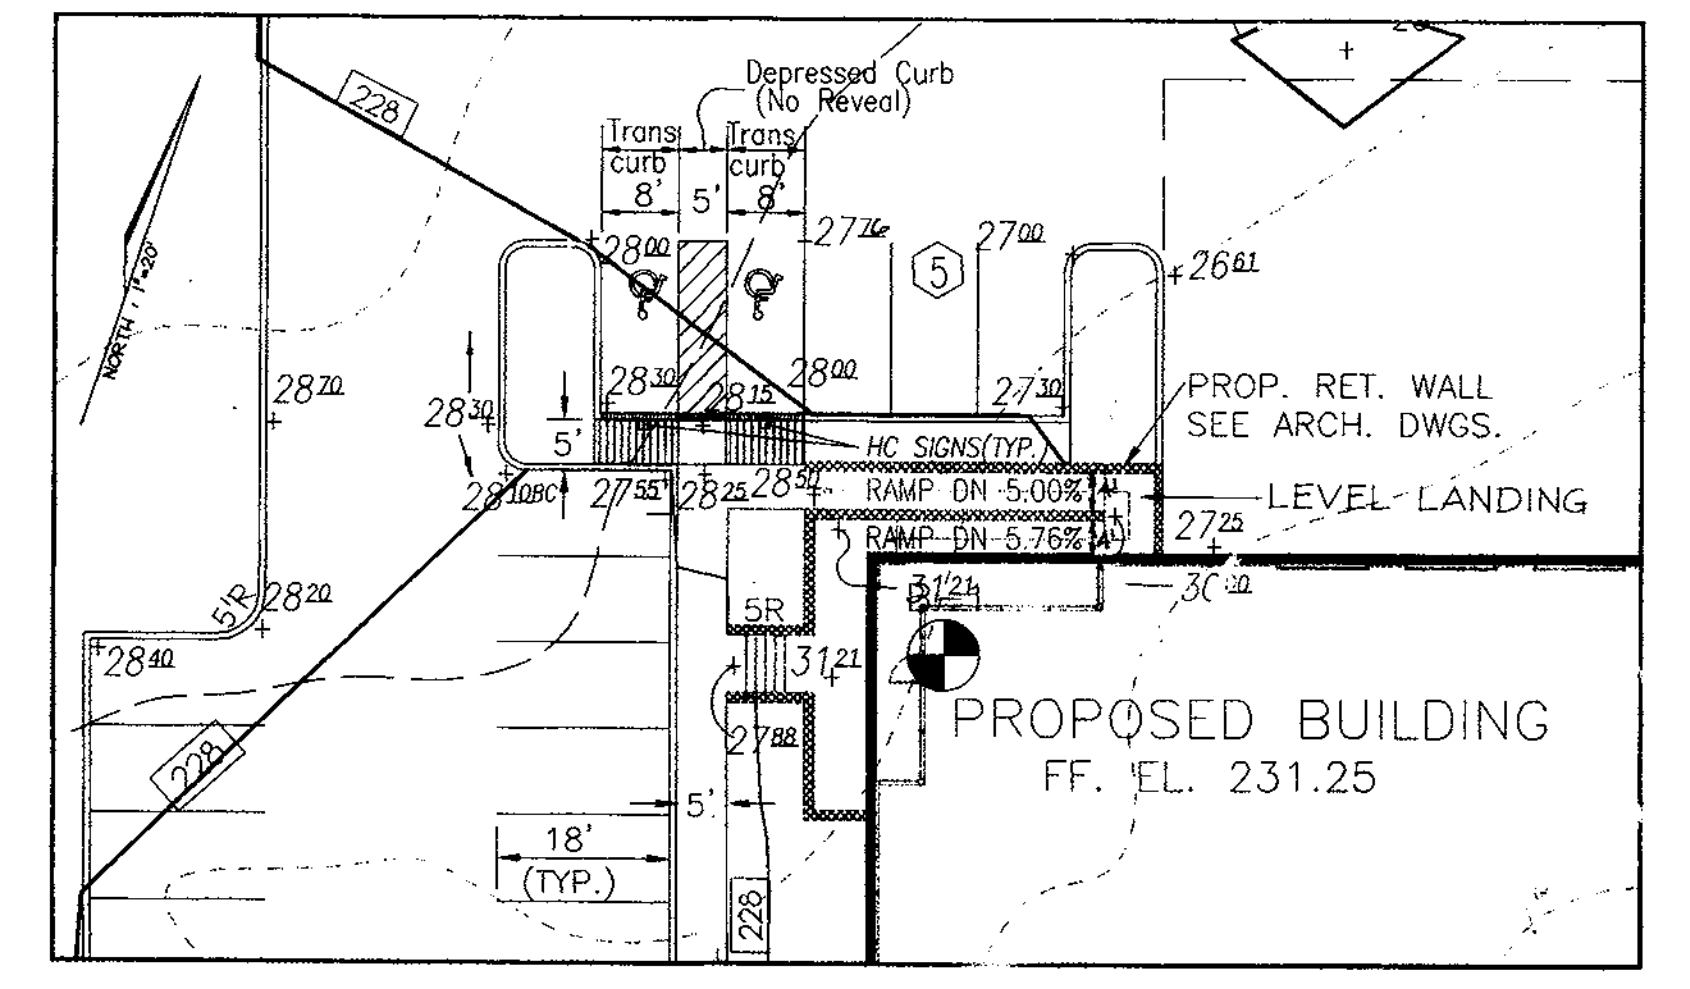 Depressed Curb
(No Reveal)
228
Trans
curb
8'
5'
Trans
curb
8'
NORTH : 1"=20'
28 00
27 76
5
27 00
26 61
28 70
28 30
28 15
28 00
27 30
PROP. RET. WALL
SEE ARCH. DWGS.
28 30
5'
HC SIGNS(TYP.)
28 10BC
27 55
28 25
28 50
RAMP DN 5.00%
LEVEL LANDING
27 25
RAMP DN 5.76%
5'R
28 20
31 21
5R
28 40
31 21
PROPOSED BUILDING
FF. EL. 231.25
228
27 88
5'
18'
(TYP.)
228